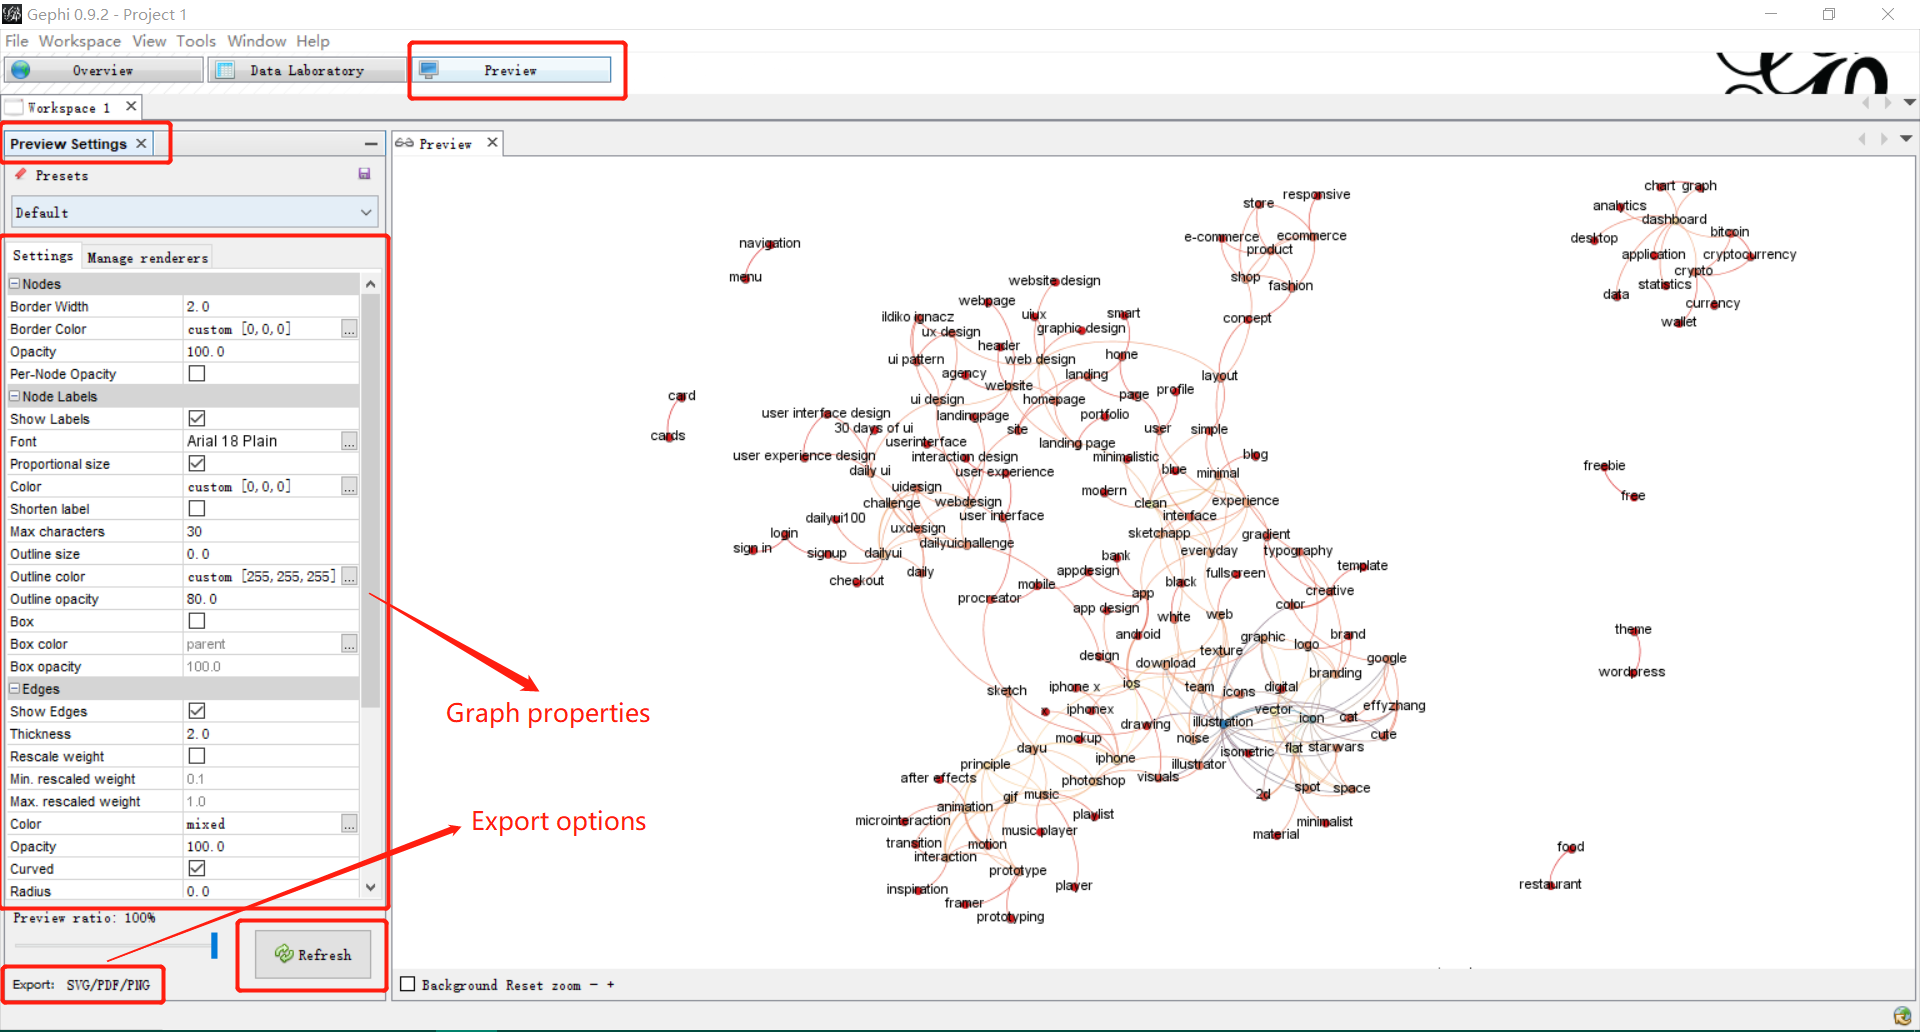 Gephi 0.9.2 - Project 1
File Workspace View Tools Window Help
Overview
Data Laboratory
Preview
Workspace 1
Preview Settings
Presets
Default
Settings
Manage renderers
Nodes
Border Width 2.0
Border Color custom [0,0,0] ...
Opacity 100.0
Per-Node Opacity
Node Labels
Show Labels
Font Arial 18 Plain ...
Proportional size
Color custom [0,0,0] ...
Shorten label
Max characters 30
Outline size 0.0
Outline color custom [255,255,255] ...
Outline opacity 80.0
Box
Box color parent ...
Box opacity 100.0
Edges
Show Edges
Thickness 2.0
Rescale weight
Min. rescaled weight 0.1
Max. rescaled weight 1.0
Color mixed ...
Opacity 100.0
Curved
Radius 0.0
Preview ratio: 100%
Refresh
Export: SVG/PDF/PNG
Graph properties
Export options
Preview
navigation
menu
card
cards
responsive
store
e-commerce
ecommerce
product
shop
fashion
concept
chart graph
analytics
dashboard
desktop
bitcoin
application
cryptocurrency
crypto
statistics
data
currency
wallet
website design
webpage
ildiko ignacz
uiux
smart
ux design
graphic design
header
ui pattern
web design
home
agency
landing
layout
website
page
profile
ui design
homepage
user interface design
landingpage
portfolio
30 days of ui
site
user
simple
userinterface
landing page
user experience design
interaction design
minimalistic
blog
daily ui
user experience
blue
minimal
uidesign
modern
challenge
webdesign
clean
experience
dailyui100
user interface
interface
login
uxdesign
sketchapp
gradient
sign in
signup
dailyui
dailyuichallenge
everyday
typography
bank
checkout
daily
appdesign
fullscreen
template
mobile
black
procreator
app
creative
app design
color
white
web
android
graphic
logo
brand
design
texture
google
download
branding
sketch
iphone x
ios
team
icons
digital
x
iphonex
vector
effyzhang
drawing
illustration
icon
cat
mockup
noise
cute
dayu
isometric
flat
starwars
principle
iphone
illustrator
after effects
photoshop
visuals
2d
spot
space
gif
music
animation
microinteraction
playlist
minimalist
music player
material
transition
motion
interaction
prototype
inspiration
player
framer
prototyping
freebie
free
theme
wordpress
food
restaurant
Background Reset zoom - +